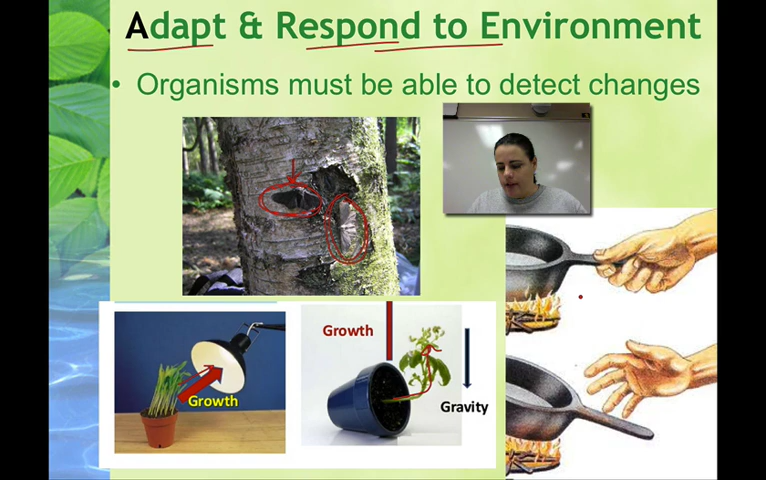 Adapt & Respond to Environment
• Organisms must be able to detect changes
Growth
Growth
Gravity